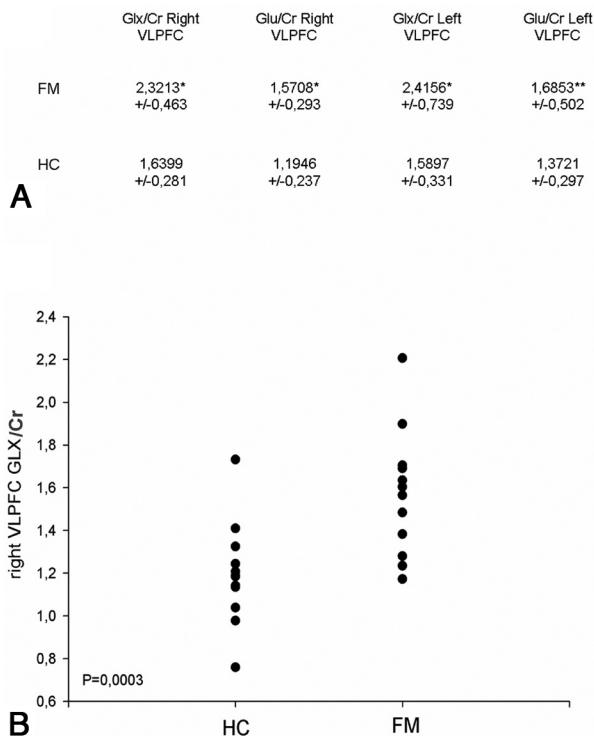 Glx/Cr Right VLPFC Glu/Cr Right VLPFC Glx/Cr Left VLPFC Glu/Cr Left VLPFC
FM 2,3213* +/-0,463 1,5708* +/-0,293 2,4156* +/-0,739 1,6853** +/-0,502
HC 1,6399 +/-0,281 1,1946 +/-0,237 1,5897 +/-0,331 1,3721 +/-0,297
A
2,4
2,2
2,0
1,8
1,6
1,4
1,2
1,0
0,8
0,6
right VLPFC GLX/Cr
P=0,0003
HC FM
B